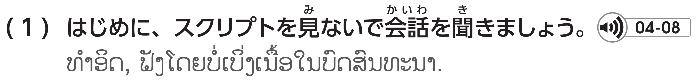 (1) はじめに、スクリプトを見ないで会話を聞きましょう。 04-08
ທຳອິດ, ຟັງໂດຍບໍ່ເບິ່ງເນື້ອໃນບົດສົນທະນາ.